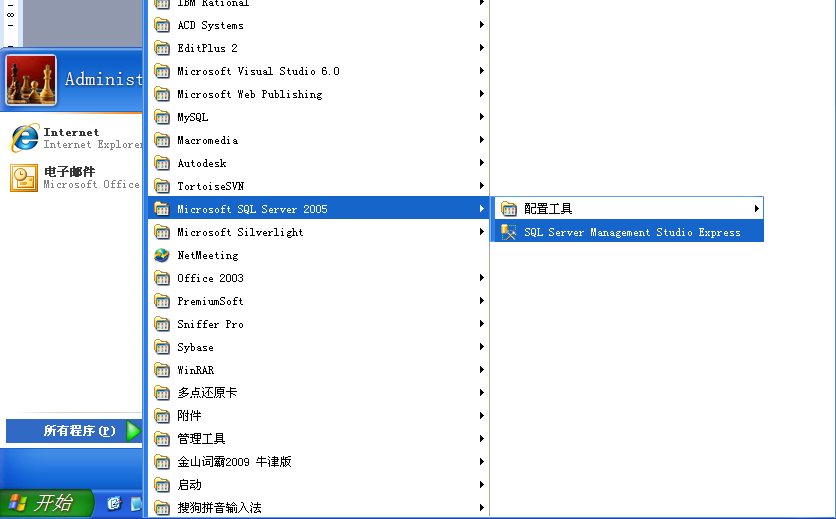 IBM Rational
ACD Systems
EditPlus 2
Microsoft Visual Studio 6.0
Administ
Microsoft Web Publishing
MySQL
Internet
Internet Explorer
Macromedia
电子邮件
Microsoft Office
Autodesk
TortoiseSVN
Microsoft SQL Server 2005
配置工具
Microsoft Silverlight
SQL Server Management Studio Express
NetMeeting
Office 2003
PremiumSoft
Sniffer Pro
Sybase
WinRAR
多点还原卡
附件
所有程序(P)
管理工具
金山词霸2009 牛津版
启动
开始
搜狗拼音输入法